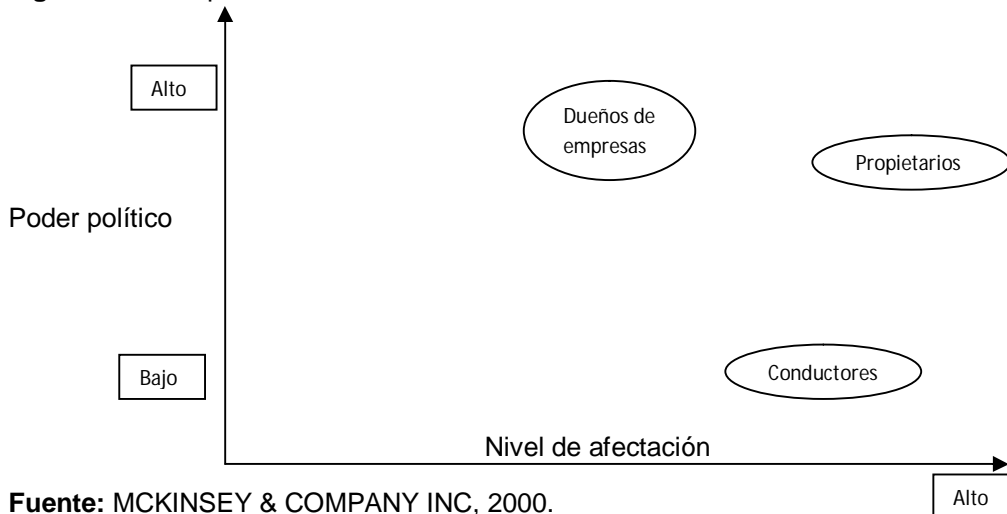 Alto
Dueños de
empresas
Propietarios
Poder político
Bajo
Conductores
Nivel de afectación
Alto
Fuente: MCKINSEY & COMPANY INC, 2000.